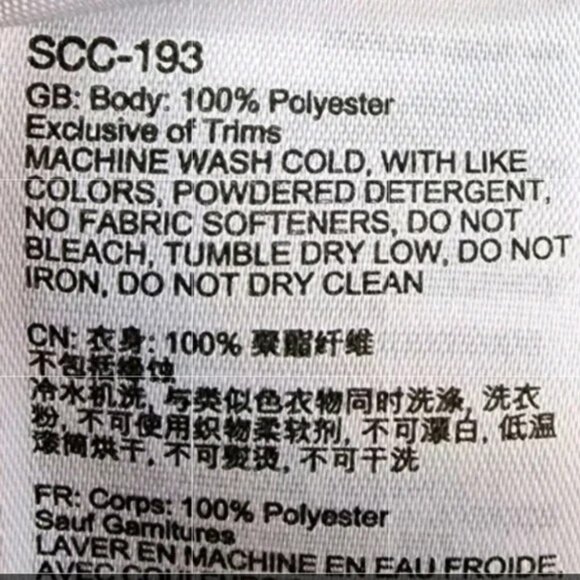 SCC-193
GB: Body: 100% Polyester
Exclusive of Trims
MACHINE WASH COLD, WITH LIKE
COLORS, POWDERED DETERGENT,
NO FABRIC SOFTENERS, DO NOT
BLEACH, TUMBLE DRY LOW, DO NOT
IRON, DO NOT DRY CLEAN
CN: 衣身: 100% 聚酯纤维
不包括
冷水机洗, 与类似色衣物同时洗涤, 洗衣
粉, 不可使用织物柔软剂, 不可漂白, 低温
滚筒烘干, 不可熨烫, 不可干洗
FR: Corps: 100% Polyester
Sauf Garnitures
LAVER EN MACHINE EN EAU FROIDE,
AVEC